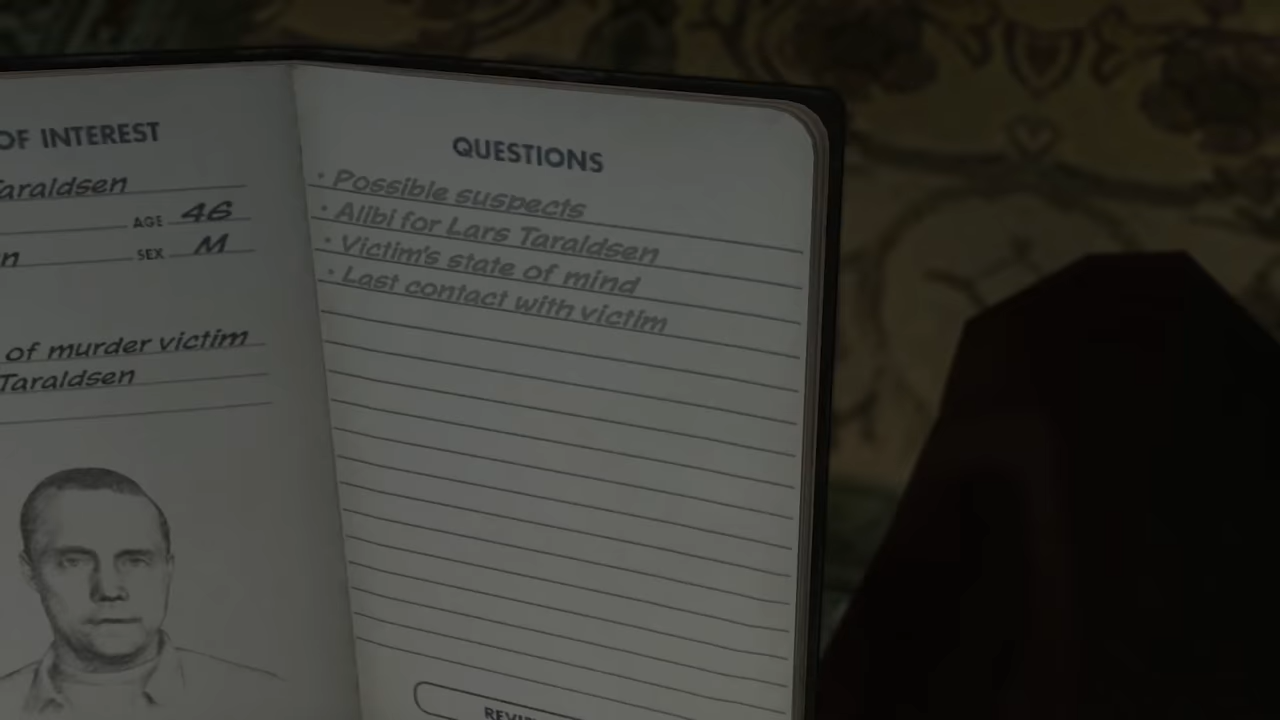 OF INTEREST
Taraldsen
AGE 46
n
SEX M
of murder victim
Taraldsen
QUESTIONS
• Possible suspects
• Alibi for Lars Taraldsen
• Victim's state of mind
• Last contact with victim